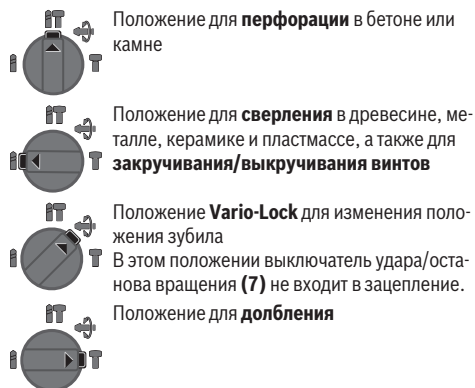 Положение для перфорации в бетоне или
камне
Положение для сверления в древесине, ме-
талле, керамике и пластмассе, а также для
закручивания/выкручивания винтов
Положение Vario-Lock для изменения поло-
жения зубила
В этом положении выключатель удара/оста-
нова вращения (7) не входит в зацепление.
Положение для долбления